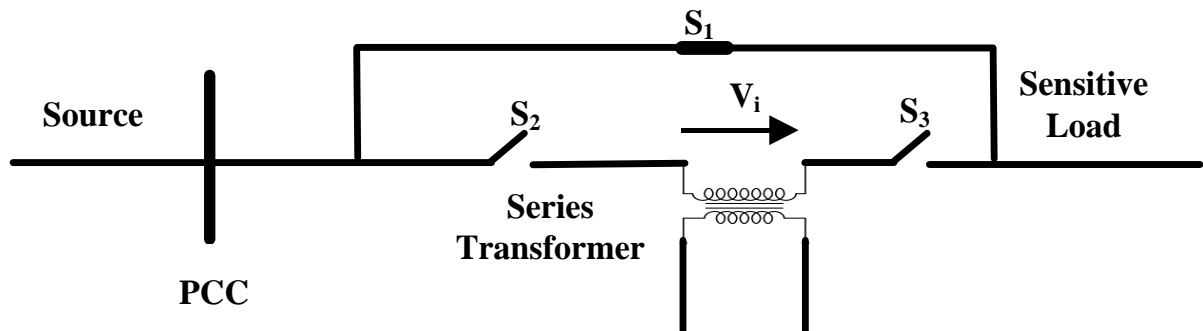 S₁
Source
S₂
Vᵢ
S₃
Sensitive
Load
Series
Transformer
PCC